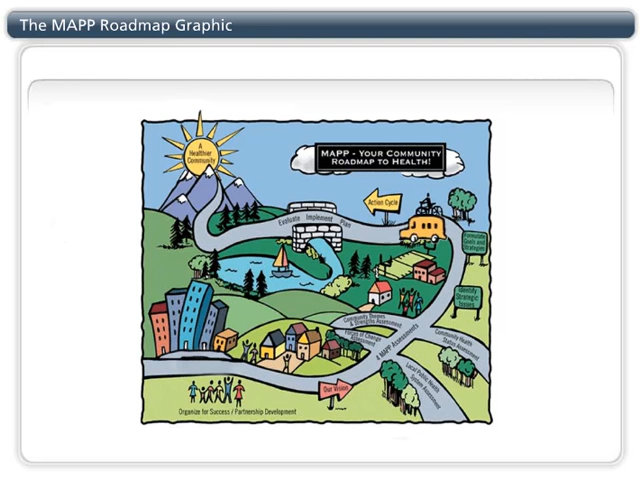 The MAPP Roadmap Graphic
A
Healthier
Community
MAPP - Your Community
Roadmap to Health!
Action Cycle
Evaluate Implement Plan
Formulate
Goals and
Strategies
Identify
Strategic
Issues
Community Themes
& Strengths Assessment
Forces of Change
Assessment
4 MAPP Assessments
Community Health
Status Assessment
Local Public Health
System Assessment
Our Vision
Organize for Success / Partnership Development